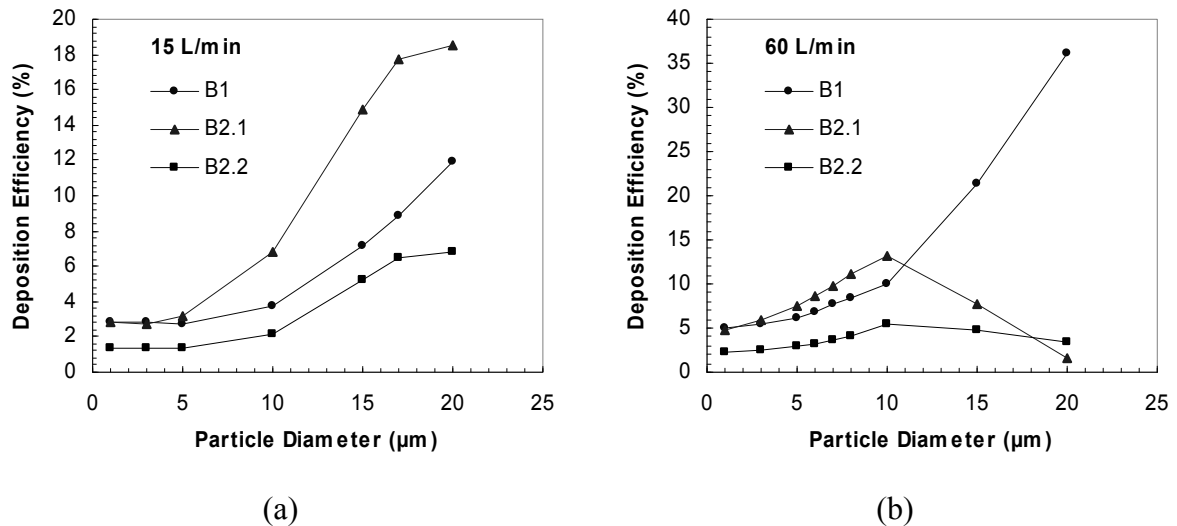 15 L/min
B1
B2.1
B2.2
Deposition Efficiency (%)
20
18
16
14
12
10
8
6
4
2
0
0 5 10 15 20 25
Particle Diameter (µm)
(a)
60 L/min
B1
B2.1
B2.2
Deposition Efficiency (%)
40
35
30
25
20
15
10
5
0
0 5 10 15 20 25
Particle Diameter (µm)
(b)